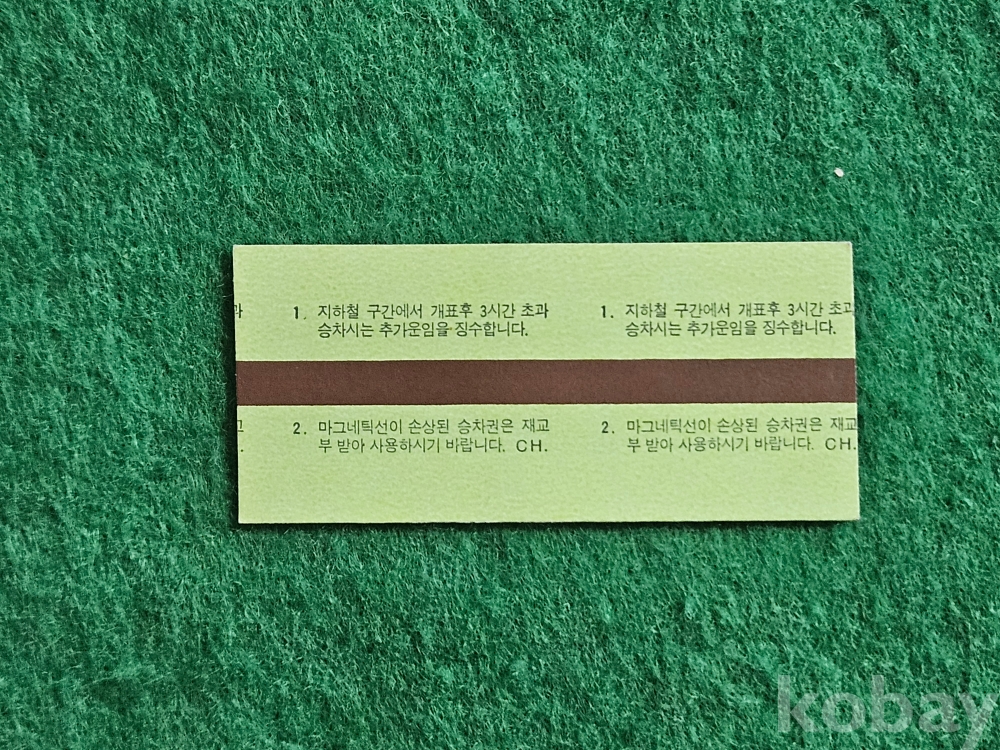 과 1. 지하철 구간에서 개표후 3시간 초과 1. 지하철 구간에서 개표후 3시간 초과
승차시는 추가운임을 징수합니다. 승차시는 추가운임을 징수합니다.
교 2. 마그네틱선이 손상된 승차권은 재교 2. 마그네틱선이 손상된 승차권은 재교
. 부 받아 사용하시기 바랍니다. CH. 부 받아 사용하시기 바랍니다. CH.
kobay